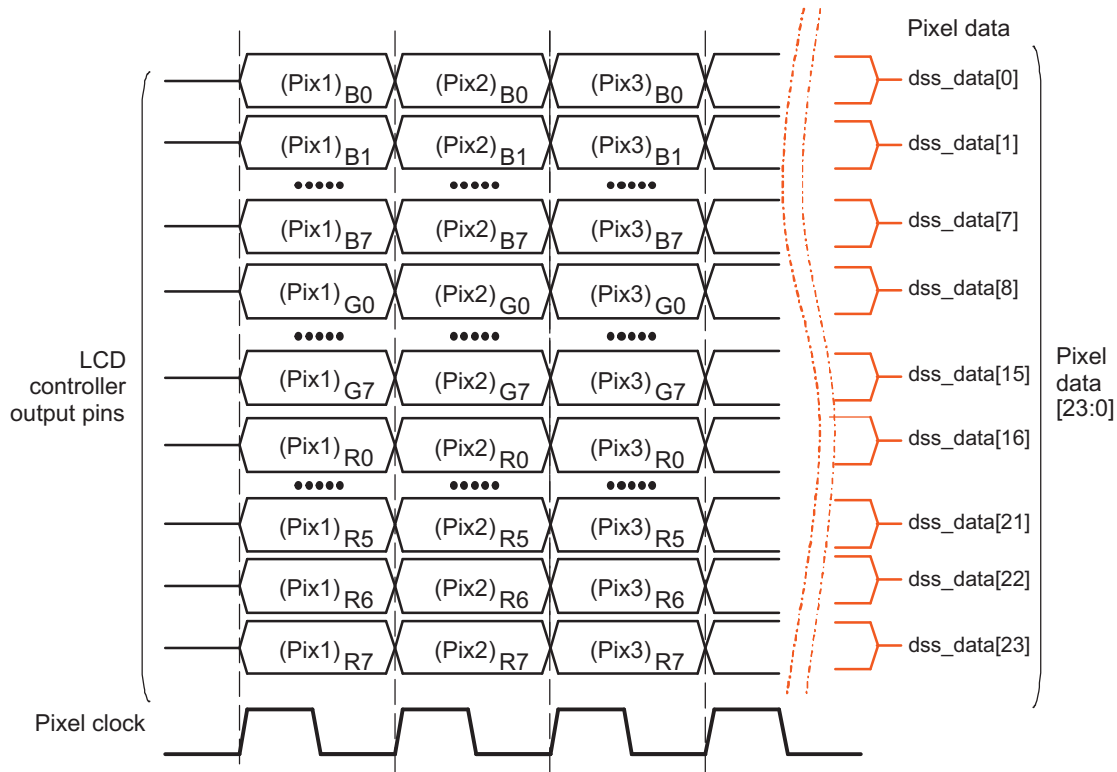 Pixel data
(Pix1)B0 (Pix2)B0 (Pix3)B0 dss_data[0]
(Pix1)B1 (Pix2)B1 (Pix3)B1 dss_data[1]
(Pix1)B7 (Pix2)B7 (Pix3)B7 dss_data[7]
(Pix1)G0 (Pix2)G0 (Pix3)G0 dss_data[8]
LCD
controller
output pins
(Pix1)G7 (Pix2)G7 (Pix3)G7 dss_data[15]
Pixel
data
[23:0]
(Pix1)R0 (Pix2)R0 (Pix3)R0 dss_data[16]
(Pix1)R5 (Pix2)R5 (Pix3)R5 dss_data[21]
(Pix1)R6 (Pix2)R6 (Pix3)R6 dss_data[22]
(Pix1)R7 (Pix2)R7 (Pix3)R7 dss_data[23]
Pixel clock